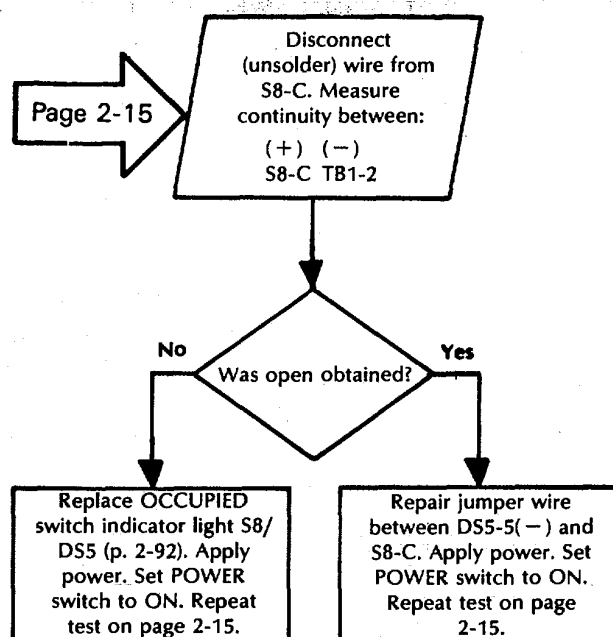 Page 2-15
Disconnect
(unsolder) wire from
S8-C. Measure
continuity between:
(+) (−)
S8-C TB1-2
Was open obtained?
No
Yes
Replace OCCUPIED
switch indicator light S8/
DS5 (p. 2-92). Apply
power. Set POWER
switch to ON. Repeat
test on page 2-15.
Repair jumper wire
between DS5-5(−) and
S8-C. Apply power. Set
POWER switch to ON.
Repeat test on page
2-15.